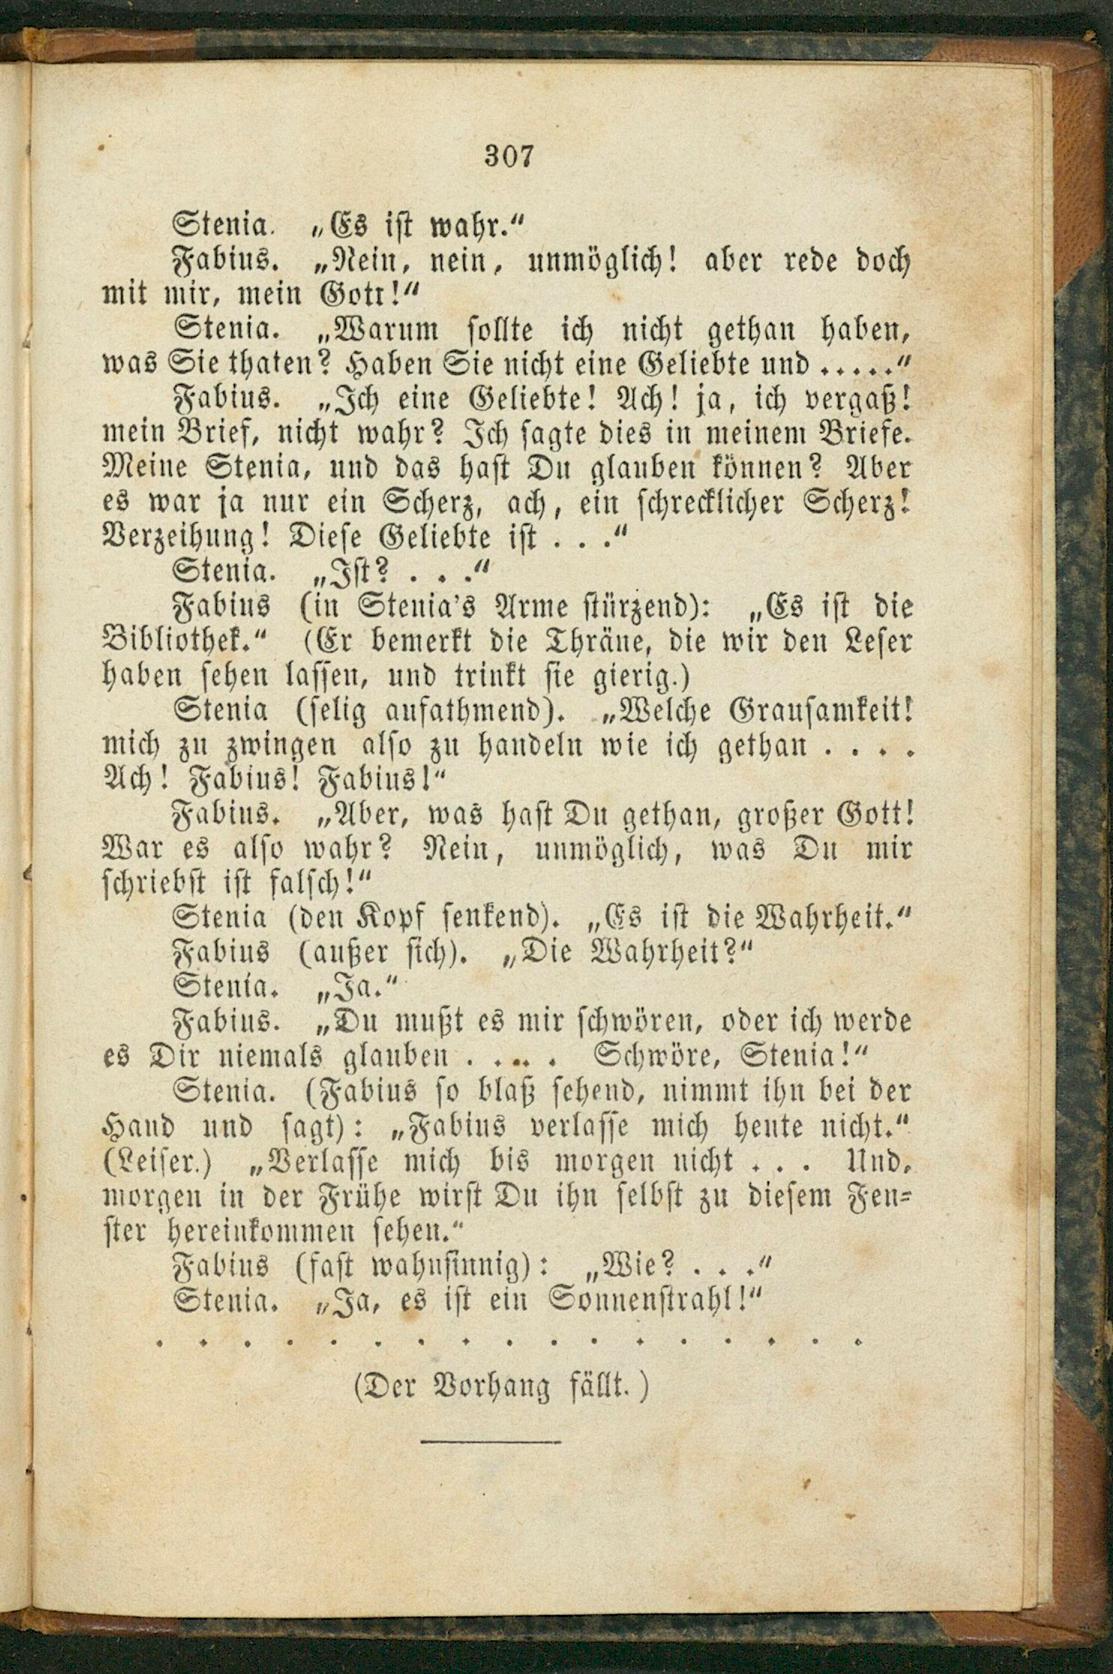 307
Stenia. „Es ist wahr.“
Fabius. „Nein, nein, unmöglich! aber rede doch
mit mir, mein Gott!“
Stenia. „Warum sollte ich nicht gethan haben,
was Sie thaten? Haben Sie nicht eine Geliebte und .....“
Fabius. „Ich eine Geliebte! Ach! ja, ich vergaß!
mein Brief, nicht wahr? Ich sagte dies in meinem Briefe.
Meine Stenia, und das hast Du glauben können? Aber
es war ja nur ein Scherz, ach, ein schrecklicher Scherz!
Verzeihung! Diese Geliebte ist . . .“
Stenia. „Ist? . . .“
Fabius (in Stenia's Arme stürzend): „Es ist die
Bibliothek.“ (Er bemerkt die Thräne, die wir den Leser
haben sehen lassen, und trinkt sie gierig.)
Stenia (selig aufathmend). „Welche Grausamkeit!
mich zu zwingen also zu handeln wie ich gethan . . . .
Ach! Fabius! Fabius!“
Fabius. „Aber, was hast Du gethan, großer Gott!
War es also wahr? Nein, unmöglich, was Du mir
schriebst ist falsch!“
Stenia (den Kopf senkend). „Es ist die Wahrheit.“
Fabius (außer sich). „Die Wahrheit?“
Stenia. „Ja.“
Fabius. „Du mußt es mir schwören, oder ich werde
es Dir niemals glauben . . . . Schwöre, Stenia!“
Stenia. (Fabius so blaß sehend, nimmt ihn bei der
Hand und sagt): „Fabius verlasse mich heute nicht.“
(Leiser.) „Verlasse mich bis morgen nicht . . . Und,
morgen in der Frühe wirst Du ihn selbst zu diesem Fen-
ster hereinkommen sehen.“
Fabius (fast wahnsinnig): „Wie? . . .“
Stenia. „Ja, es ist ein Sonnenstrahl!“
. . . . . . . . . . . . . . . . .
(Der Vorhang fällt.)